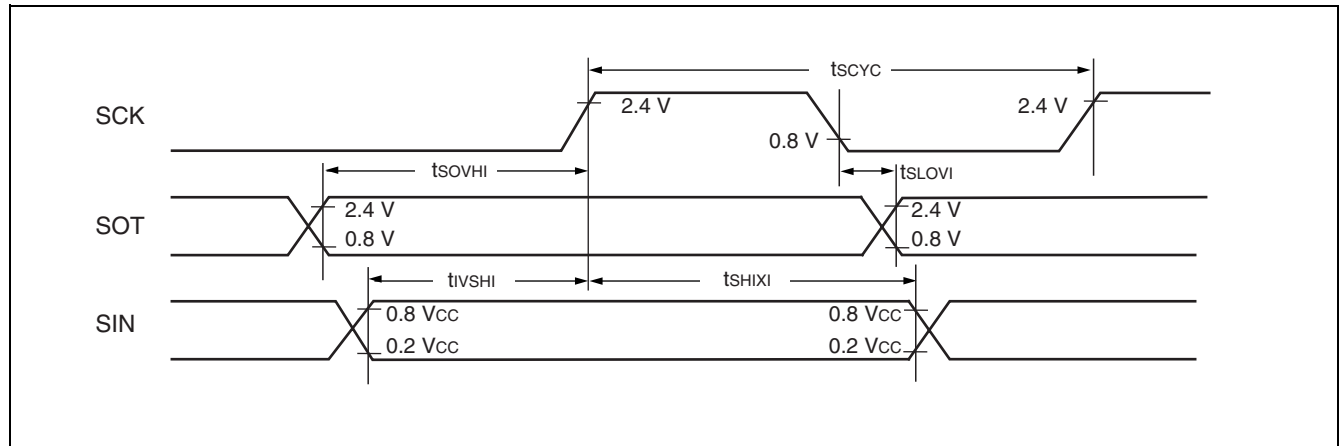 tSCYC
SCK
2.4 V
0.8 V
2.4 V
tSOVHI
tSLOVI
SOT
2.4 V
0.8 V
2.4 V
0.8 V
tIVSHI
tSHIXI
SIN
0.8 VCC
0.2 VCC
0.8 VCC
0.2 VCC